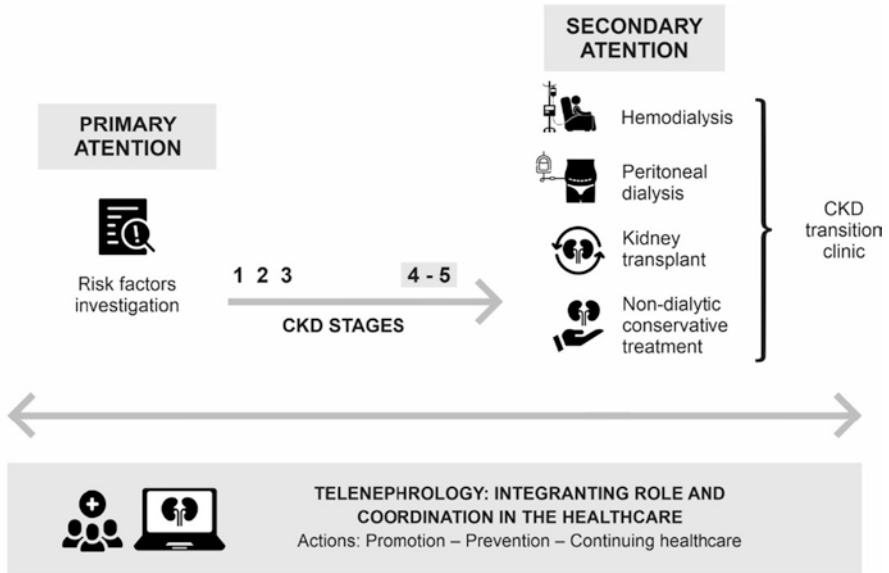 PRIMARY
ATENTION
Risk factors
investigation
1 2 3
4 - 5
CKD STAGES
SECONDARY
ATENTION
Hemodialysis
Peritoneal
dialysis
Kidney
transplant
Non-dialytic
conservative
treatment
CKD
transition
clinic
TELENEPHROLOGY: INTEGRANTING ROLE AND
COORDINATION IN THE HEALTHCARE
Actions: Promotion – Prevention – Continuing healthcare